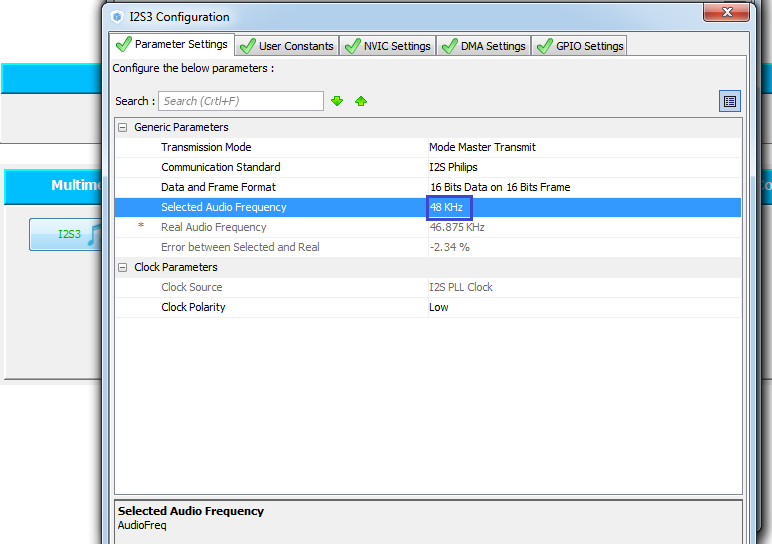 I2S3 Configuration
Parameter Settings User Constants NVIC Settings DMA Settings GPIO Settings
Configure the below parameters :
Search : Search (Crtl+F)
Generic Parameters
Transmission Mode Mode Master Transmit
Communication Standard I2S Philips
Data and Frame Format 16 Bits Data on 16 Bits Frame
Multime
Selected Audio Frequency 48 KHz
* Real Audio Frequency 46.875 KHz
I2S3
Error between Selected and Real -2.34 %
Clock Parameters
Clock Source I2S PLL Clock
Clock Polarity Low
Selected Audio Frequency
AudioFreq